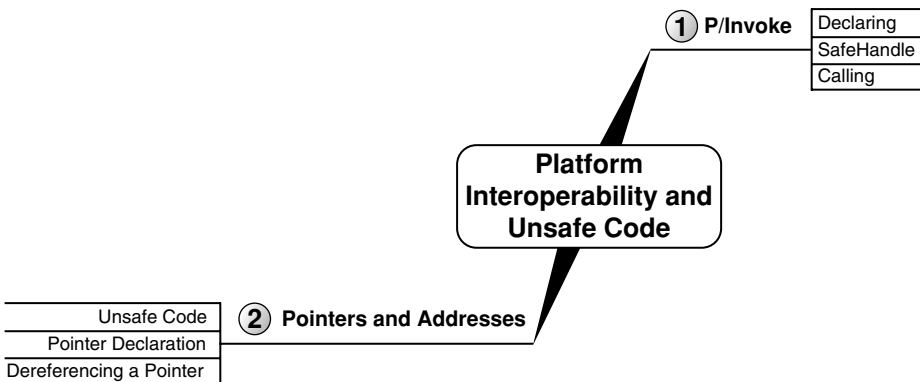 1 P/Invoke
Declaring
SafeHandle
Calling
Platform
Interoperability and
Unsafe Code
2 Pointers and Addresses
Unsafe Code
Pointer Declaration
Dereferencing a Pointer